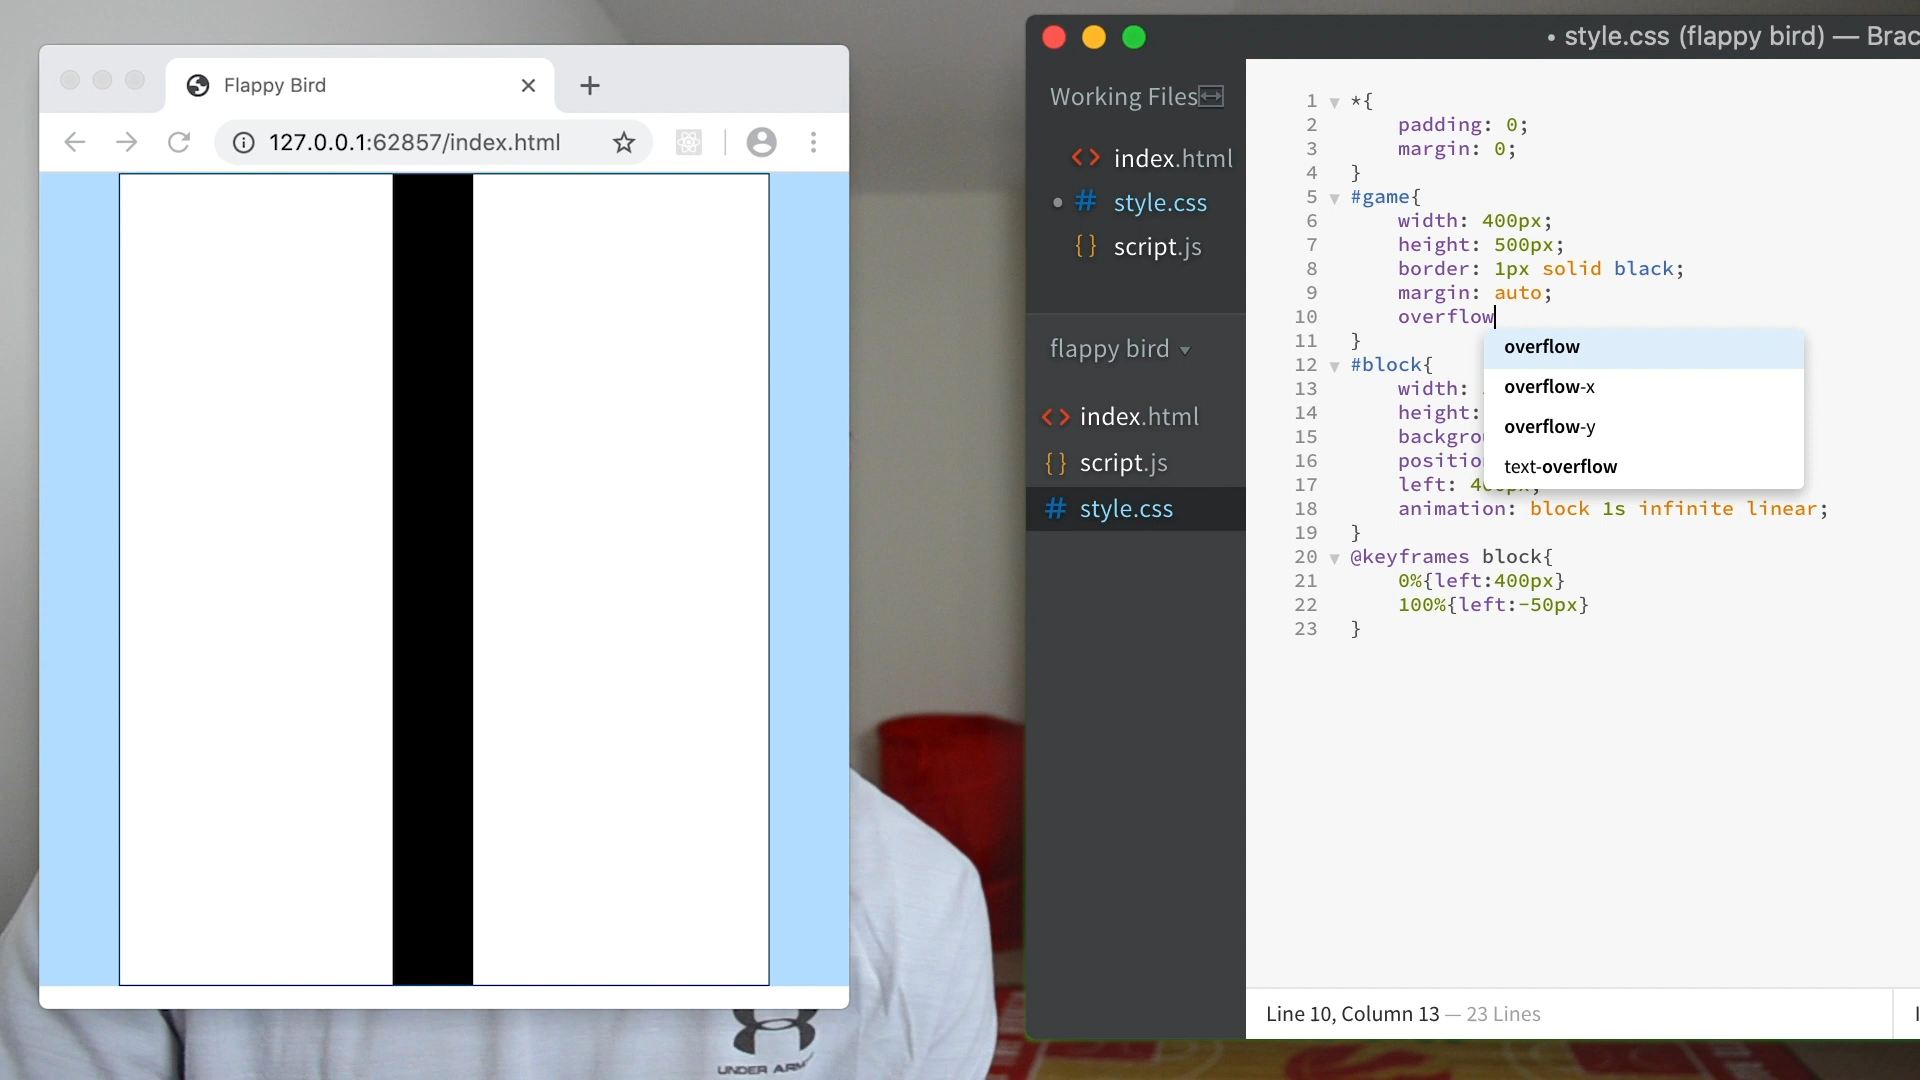 Flappy Bird
127.0.0.1:62857/index.html
UNDER
• style.css (flappy bird) —
Working Files
index.html
style.css
script.js
flappy bird
index.html
script.js
style.css
1 *{
2 padding: 0;
3 margin: 0;
4 }
5 #game{
6 width: 400px;
7 height: 500px;
8 border: 1px solid black;
9 margin: auto;
10 overflow
11 }
12 #block{
13 width:
14 height:
15
16
17 left:
18 animation: block 1s infinite linear;
19 }
20 @keyframes block{
21 0%{left:400px}
22 100%{left:-50px}
23 }
overflow
overflow-x
overflow-y
text-overflow
Line 10, Column 13 — 23 Lines